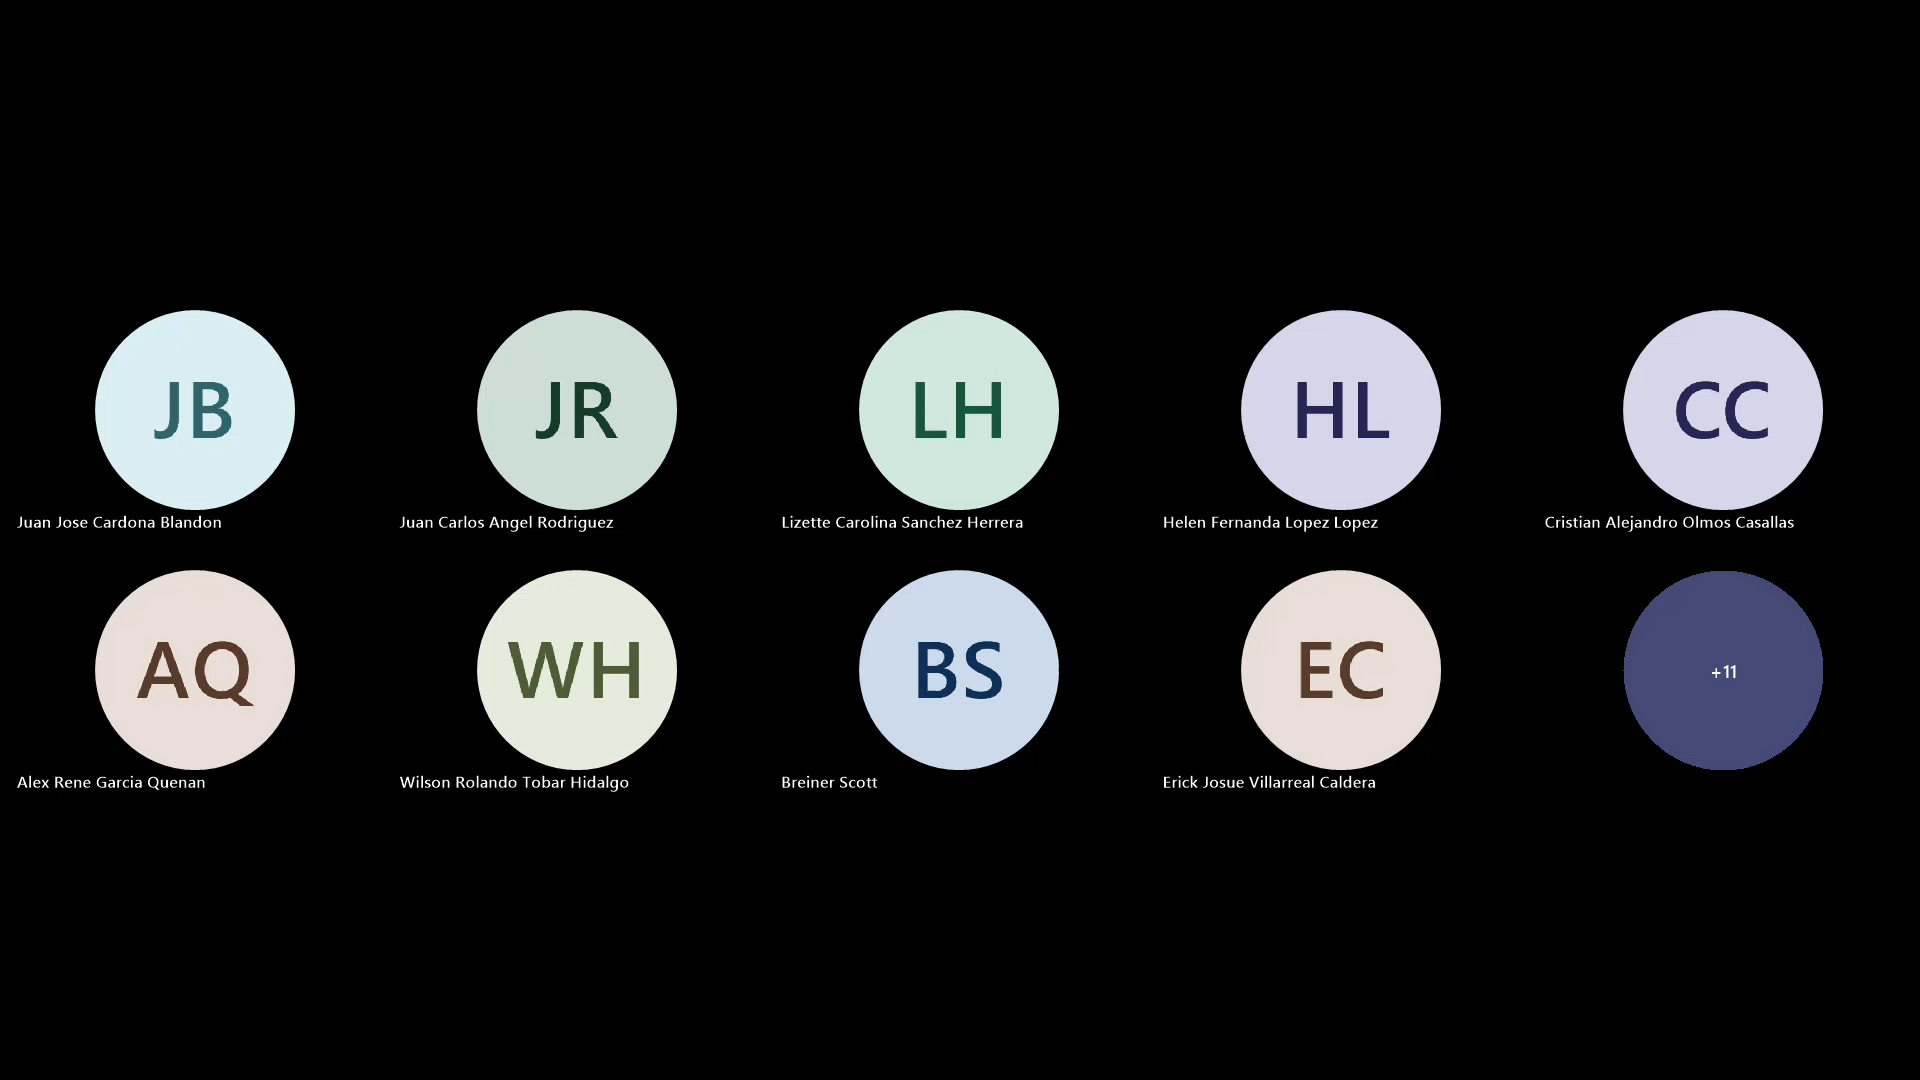 JB
JR
LH
HL
CC
Juan Jose Cardona Blandon
Juan Carlos Angel Rodriguez
Lizette Carolina Sanchez Herrera
Helen Fernanda Lopez Lopez
Cristian Alejandro Olmos Casallas
AQ
WH
BS
EC
+11
Alex Rene Garcia Quenan
Wilson Rolando Tobar Hidalgo
Breiner Scott
Erick Josue Villarreal Caldera